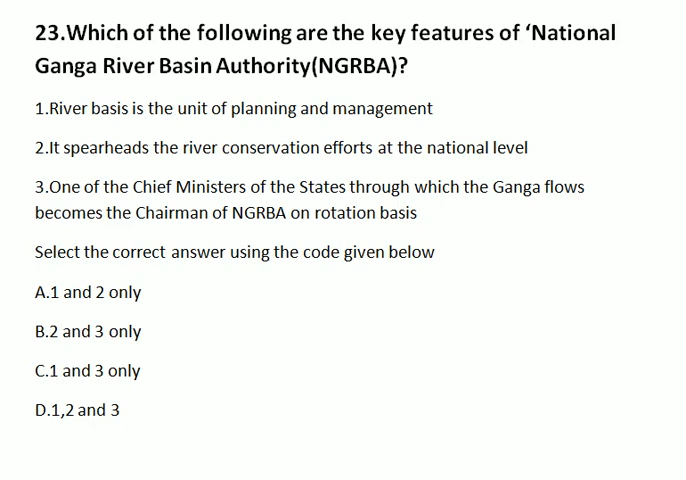 23.Which of the following are the key features of ‘National
Ganga River Basin Authority(NGRBA)?
1.River basis is the unit of planning and management
2.It spearheads the river conservation efforts at the national level
3.One of the Chief Ministers of the States through which the Ganga flows
becomes the Chairman of NGRBA on rotation basis
Select the correct answer using the code given below
A.1 and 2 only
B.2 and 3 only
C.1 and 3 only
D.1,2 and 3